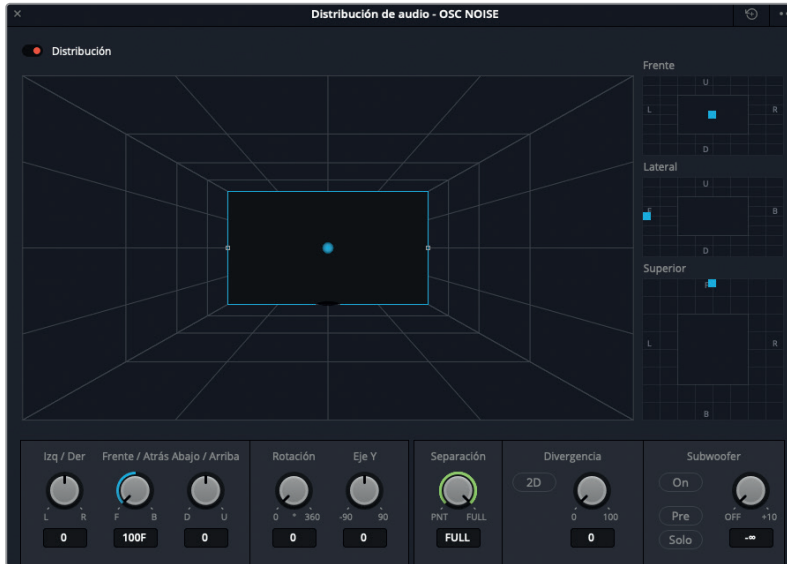 Distribución de audio - OSC NOISE
Distribución
Frente
U
L R
D
Lateral
U
F B
D
Superior
F
L R
B
Izq / Der Frente / Atrás Abajo / Arriba Rotación Eje Y Separación Divergencia Subwoofer
2D On
L R F B D U 0 * 360 -90 90 PNT FULL 0 100 Pre OFF +10
0 100F 0 0 0 FULL 0 Solo -∞